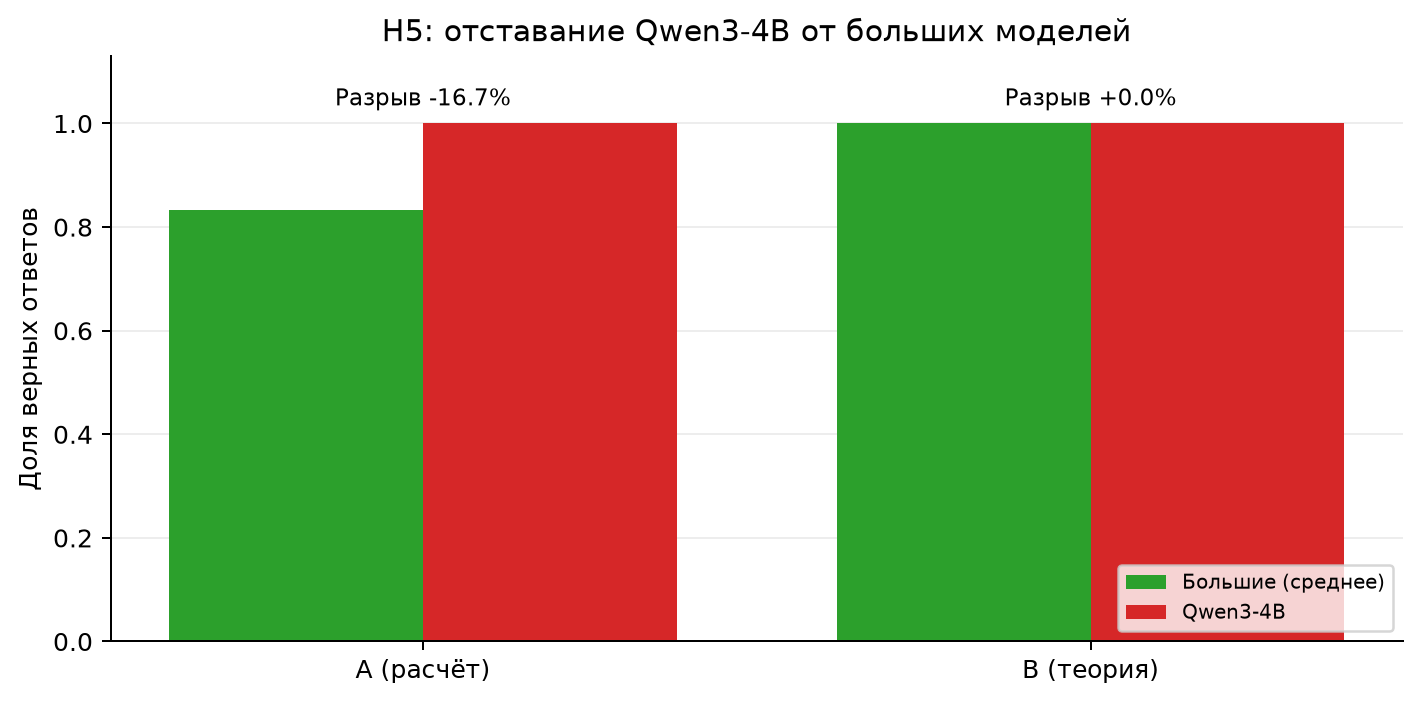 H5: отставание Qwen3-4B от больших моделей
Разрыв -16.7%
Разрыв +0.0%
Доля верных ответов
1.0
0.8
0.6
0.4
0.2
0.0
A (расчёт)
B (теория)
Большие (среднее)
Qwen3-4B